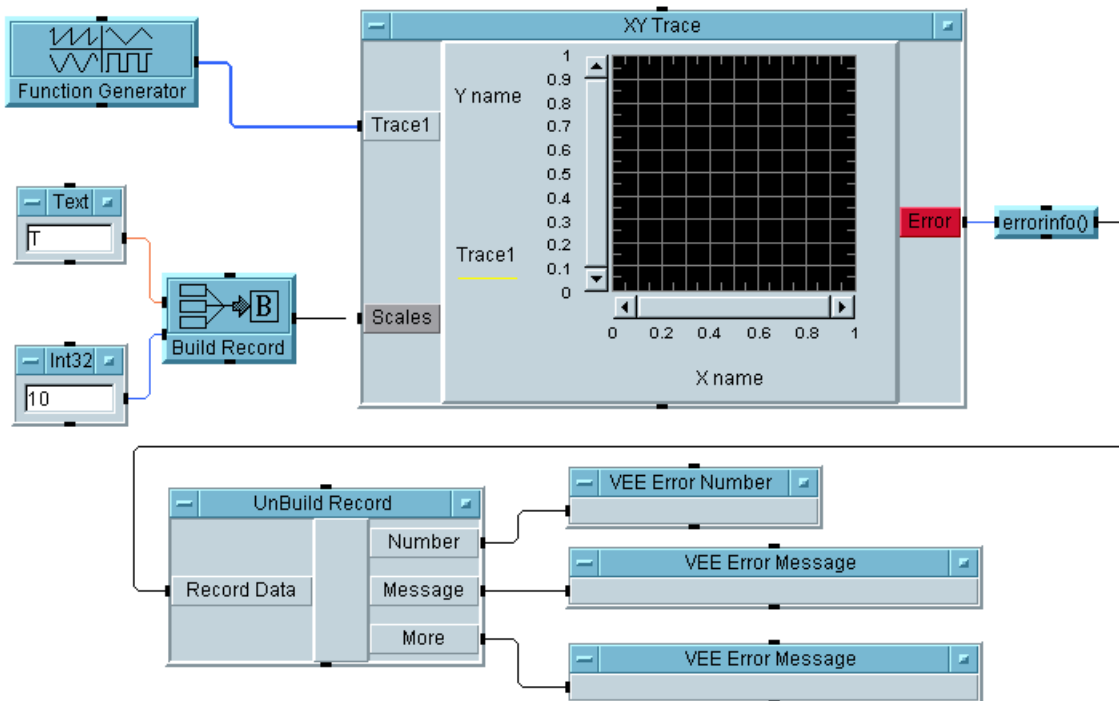 Function Generator
XY Trace
Trace1
Y name
Trace1
1
0.9
0.8
0.7
0.6
0.5
0.4
0.3
0.2
0.1
0
0 0.2 0.4 0.6 0.8 1
X name
Error
errorinfo()
Text
T
B
Build Record
Scales
Int32
10
UnBuild Record
Record Data
Number
Message
More
VEE Error Number
VEE Error Message
VEE Error Message